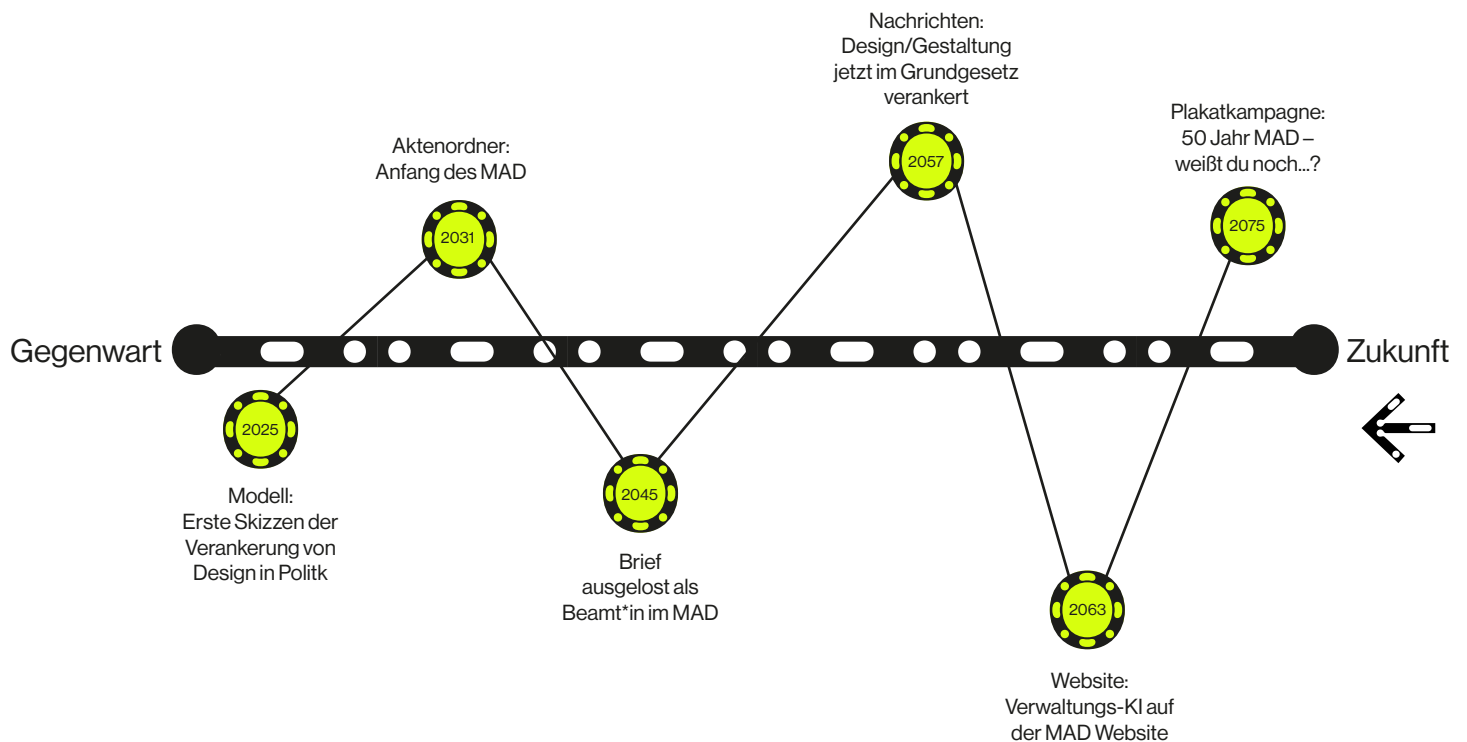 Nachrichten:
Design/Gestaltung
jetzt im Grundgesetz
verankert
2057
Plakatkampagne:
50 Jahr MAD –
weißt du noch...?
2075
Aktenordner:
Anfang des MAD
2031
Gegenwart
Zukunft
2025
Modell:
Erste Skizzen der
Verankerung von
Design in Politk
2045
Brief
ausgelost als
Beamt*in im MAD
2063
Website:
Verwaltungs-KI auf
der MAD Website